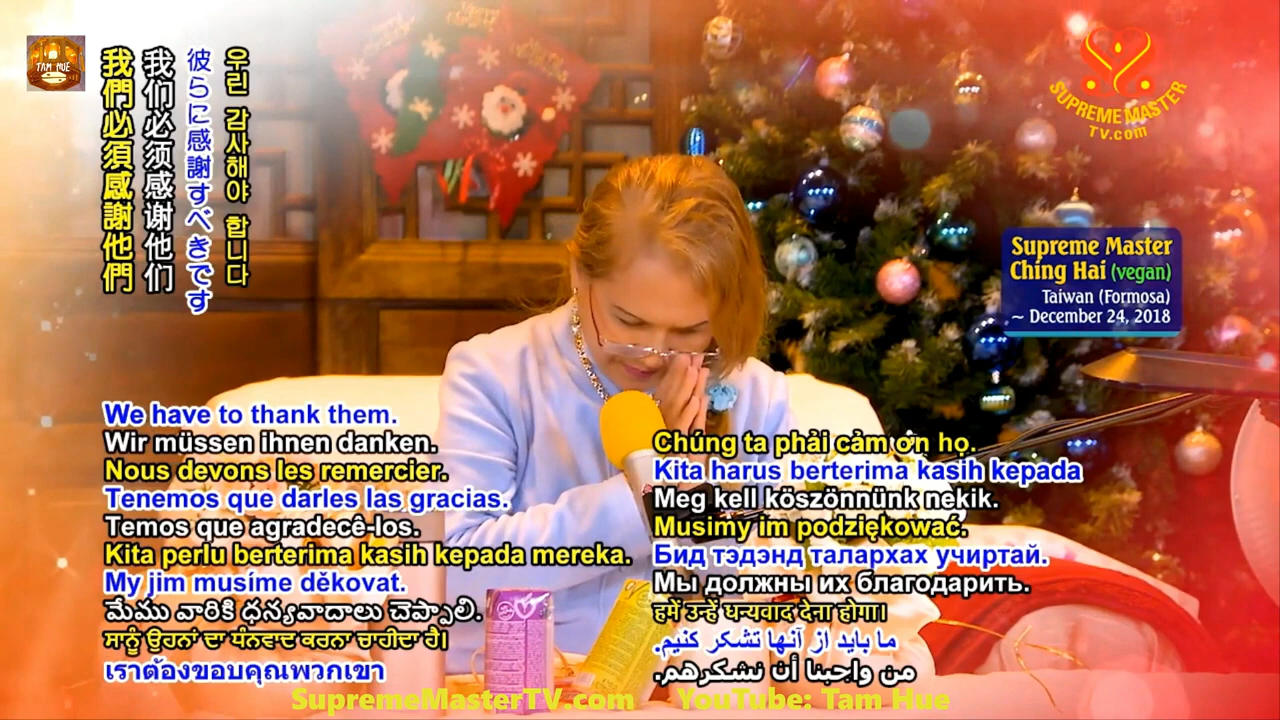 TAM HUE
我們必須感謝他們
我们必须感谢他们
彼らに感謝すべきです
우린 감사해야 합니다
SUPREME MASTER
TV.com
Supreme Master
Ching Hai (vegan)
Taiwan (Formosa)
~ December 24, 2018
We have to thank them.
Wir müssen ihnen danken.
Nous devons les remercier.
Tenemos que darles las gracias.
Temos que agradecê-los.
Kita perlu berterima kasih kepada mereka.
My jim musíme děkovat.
మేము వారికి ధన్యవాదాలు చెప్పాలి.
ਸਾਨੂੰ ਉਹਨਾਂ ਦਾ ਧੰਨਵਾਦ ਕਰਨਾ ਚਾਹੀਦਾ ਹੈ।
เราต้องขอบคุณพวกเขา
Chúng ta phải cảm ơn họ.
Kita harus berterima kasih kepada
Meg kell köszönnünk nekik.
Musimy im podziękować.
Бид тэдэнд талархах учиртай.
Мы должны их благодарить.
हमें उन्हें धन्यवाद देना होगा।
ما باید از آنها تشکر کنیم.
من واجبنا أن نشكرهم.
SupremeMasterTV.com YouTube: Tam Hue